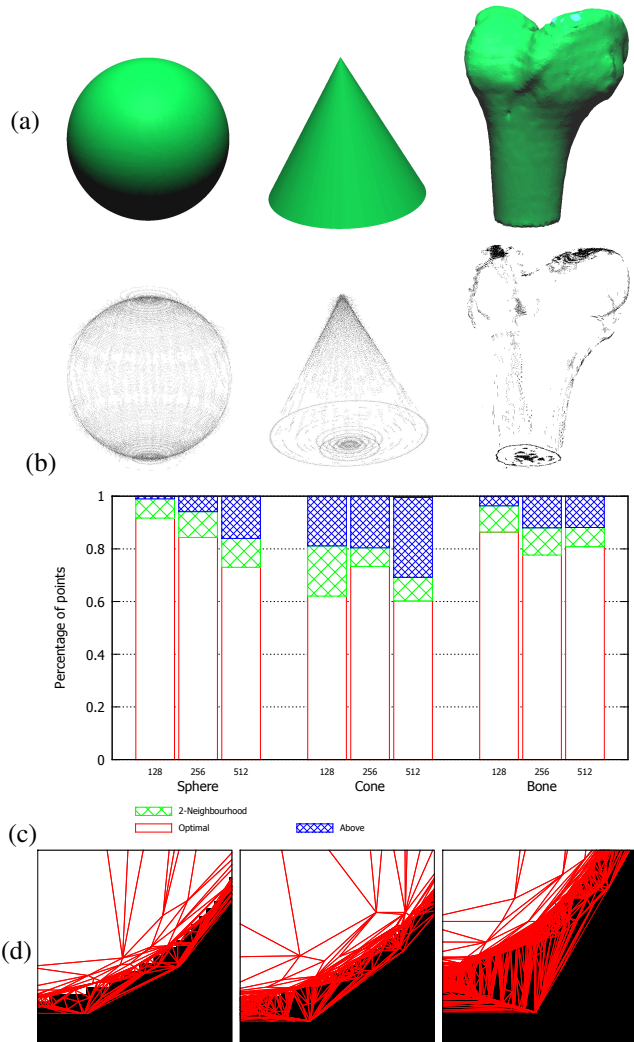 (a)
(b)
1
0.8
0.6
0.4
0.2
0
Percentage of points
128 256 512 128 256 512 128 256 512
Sphere Cone Bone
2-Neighbourhood
Optimal Above
(c)
(d)